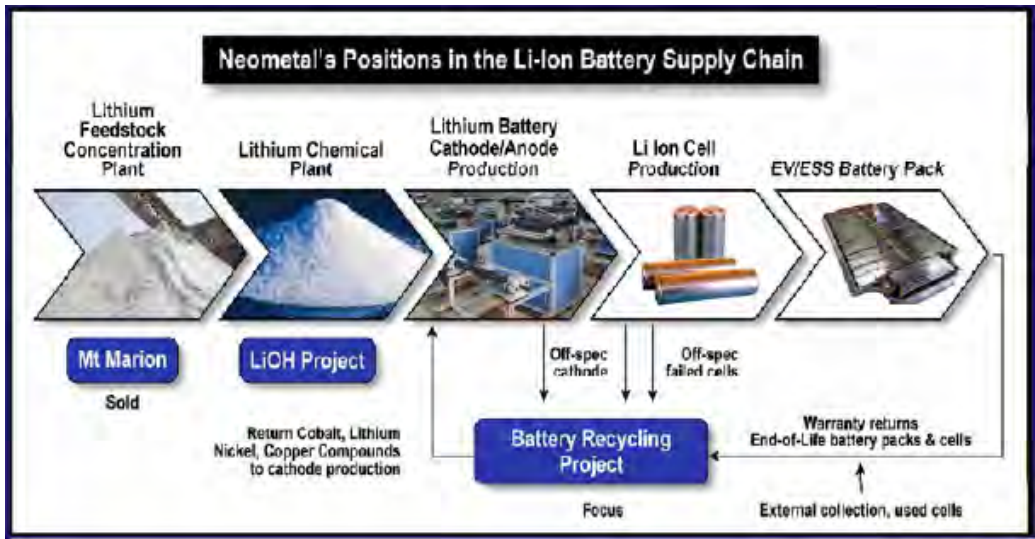 Neometal's Positions in the Li-Ion Battery Supply Chain
Lithium
Feedstock
Concentration
Plant
Lithium Chemical
Plant
Lithium Battery
Cathode/Anode
Production
Li Ion Cell
Production
EV/ESS Battery Pack
Mt Marion
Sold
LiOH Project
Off-spec
cathode
Off-spec
failed cells
Return Cobalt, Lithium
Nickel, Copper Compounds
to cathode production
Battery Recycling
Project
Focus
Warranty returns
End-of-Life battery packs & cells
External collection, used cells